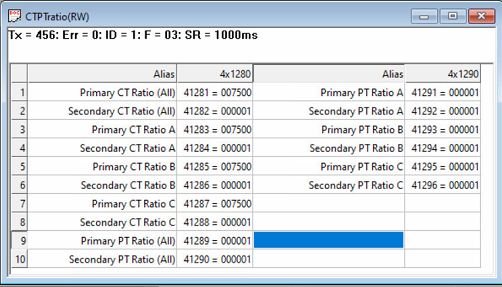 CTPTratio(RW)
Tx = 456: Err = 0: ID = 1: F = 03: SR = 1000ms
Alias 4x1280 Alias 4x1290
1 Primary CT Ratio (All) 41281 = 007500 Primary PT Ratio A 41291 = 000001
2 Secondary CT Ratio (All) 41282 = 000001 Secondary PT Ratio A 41292 = 000001
3 Primary CT Ratio A 41283 = 007500 Primary PT Ratio B 41293 = 000001
4 Secondary CT Ratio A 41284 = 000001 Secondary PT Ratio B 41294 = 000001
5 Primary CT Ratio B 41285 = 007500 Primary PT Ratio C 41295 = 000001
6 Secondary CT Ratio B 41286 = 000001 Secondary PT Ratio C 41296 = 000001
7 Primary CT Ratio C 41287 = 007500
8 Secondary CT Ratio C 41288 = 000001
9 Primary PT Ratio (All) 41289 = 000001
10 Secondary PT Ratio (All) 41290 = 000001